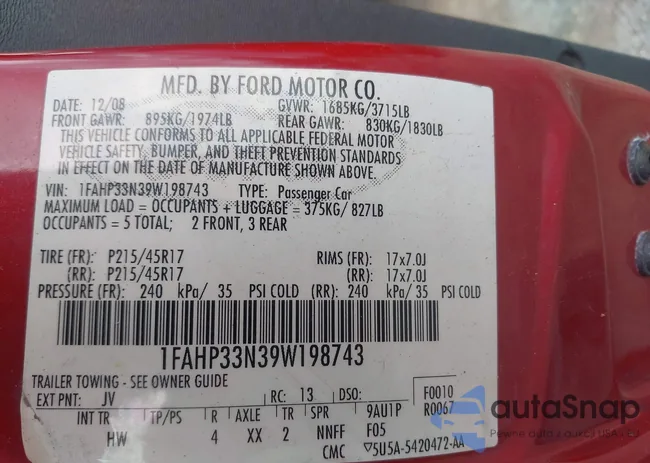 MFD. BY FORD MOTOR CO.
DATE: 12/08 GVWR: 1685KG/3715LB
FRONT GAWR: 895KG/1974LB REAR GAWR: 830KG/1830LB
THIS VEHICLE CONFORMS TO ALL APPLICABLE FEDERAL MOTOR
VEHICLE SAFETY, BUMPER, AND THEFT PREVENTION STANDARDS
IN EFFECT ON THE DATE OF MANUFACTURE SHOWN ABOVE.
VIN: 1FAHP33N39W198743 TYPE: Passenger Car
MAXIMUM LOAD = OCCUPANTS + LUGGAGE = 375KG/ 827LB
OCCUPANTS = 5 TOTAL; 2 FRONT, 3 REAR
TIRE (FR): P215/45R17 RIMS (FR): 17x7.0J
(RR): P215/45R17 (RR): 17x7.0J
PRESSURE (FR): 240 kPa/ 35 PSI COLD (RR): 240 kPa/ 35 PSI COLD
1FAHP33N39W198743
TRAILER TOWING - SEE OWNER GUIDE F0010
EXT PNT: JV RC: 13 DSO: R0067
INT TR TP/PS R AXLE TR SPR 9AU1P
HW 4 XX 2 NNFF F05
CMC 5U5A-5420472-AA
autoSnap
Pewne auto z aukcji USA i EU